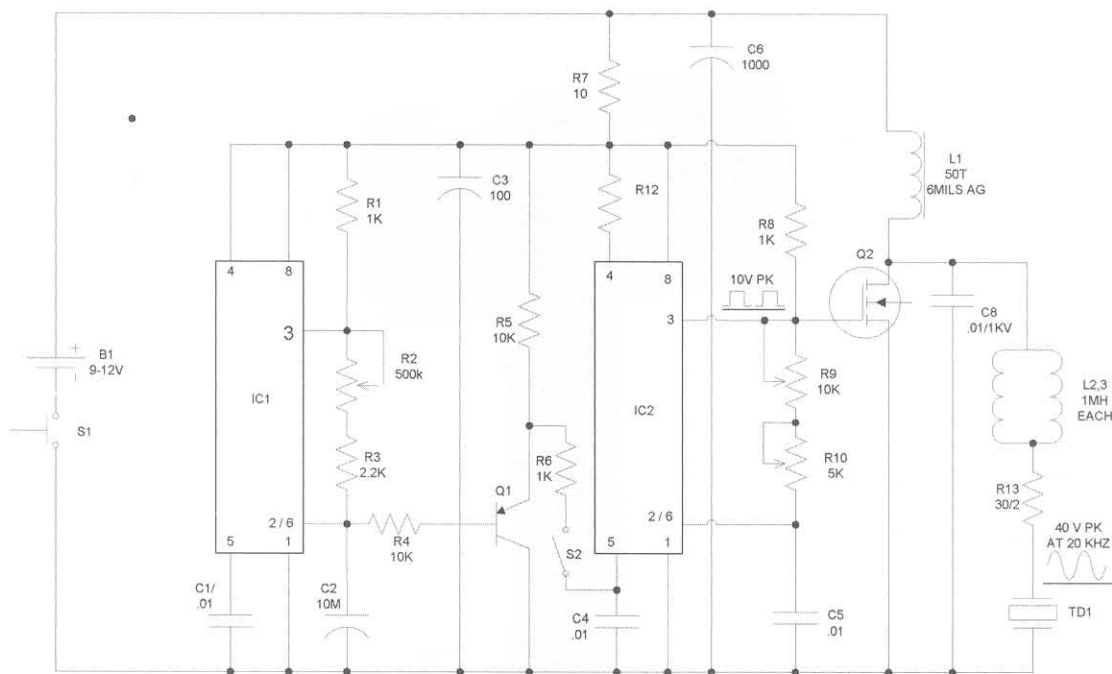 C6
1000
R7
10
L1
50T
6MILS AG
C3
100
R12
R1
1K
R8
1K
Q2
4
8
4
8
10V PK
3
3
C8
.01/1KV
R5
10K
B1
9-12V
+
-
R2
500k
R9
10K
L2,3
1MH
EACH
IC1
IC2
S1
R3
2.2K
R6
1K
R10
5K
Q1
R13
30/2
2 / 6
2 / 6
R4
10K
5
1
S2
5
1
40 V PK
AT 20 KHZ
C1/
.01
C2
10M
C4
.01
C5
.01
TD1